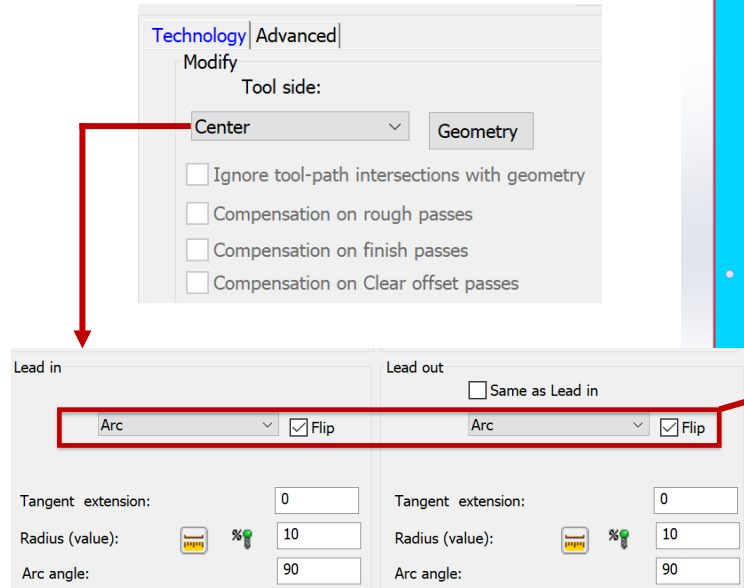 Technology Advanced
Modify
Tool side:
Center Geometry
Ignore tool-path intersections with geometry
Compensation on rough passes
Compensation on finish passes
Compensation on Clear offset passes
Lead in Lead out
Same as Lead in
Arc Flip Arc Flip
Tangent extension: 0 Tangent extension: 0
Radius (value): % 10 Radius (value): % 10
Arc angle: 90 Arc angle: 90